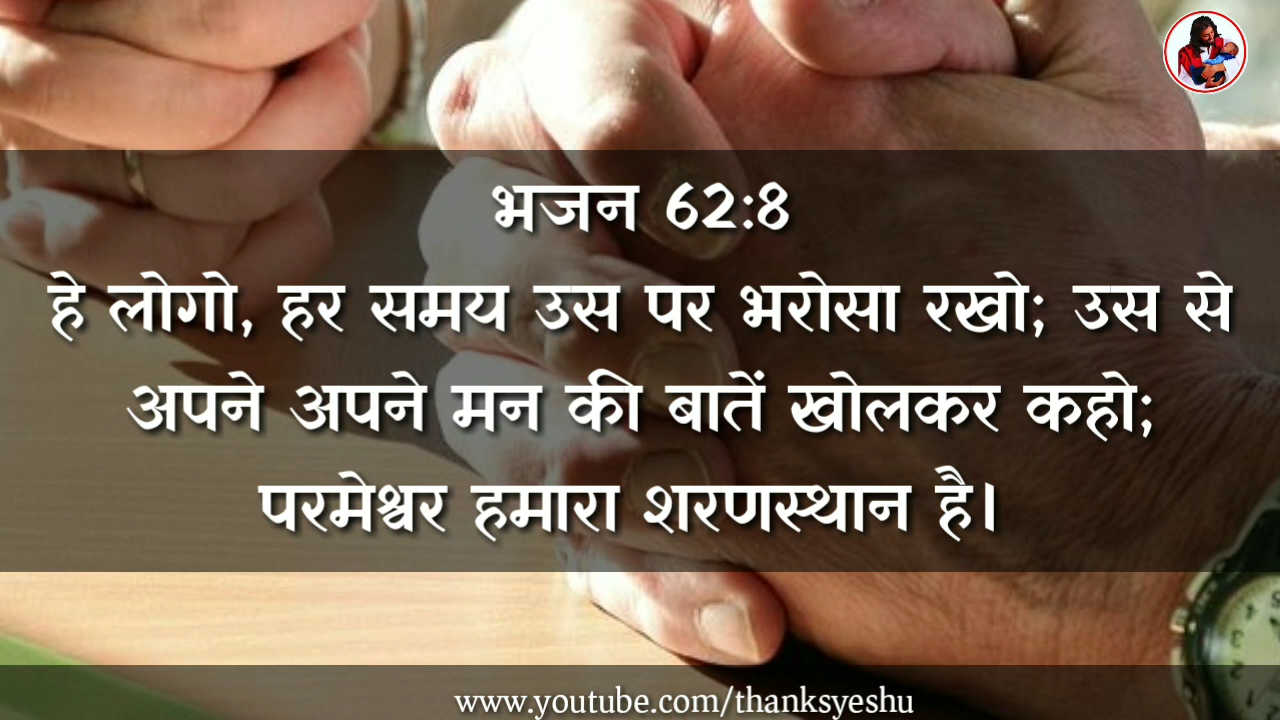 भजन 62:8
हे लोगो, हर समय उस पर भरोसा रखो; उस से
अपने अपने मन की बातें खोलकर कहो;
परमेश्वर हमारा शरणस्थान है।
www.youtube.com/thanksyeshu